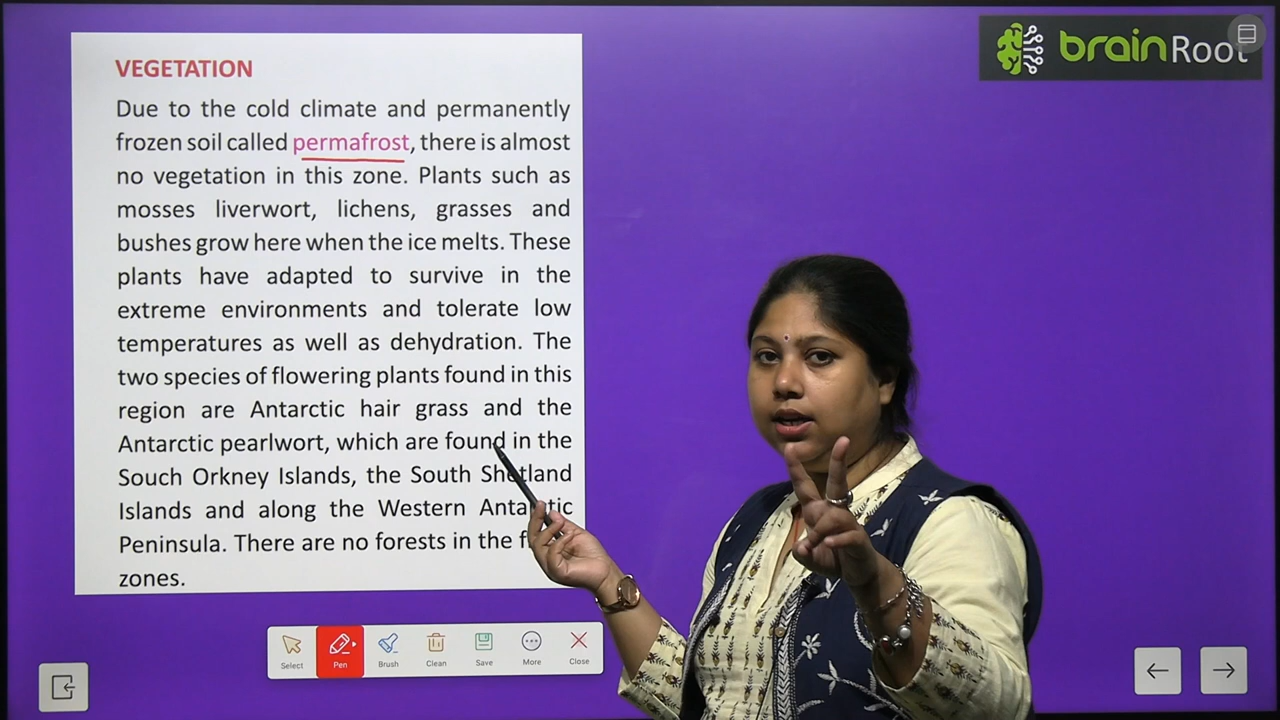 VEGETATION
Due to the cold climate and permanently
frozen soil called permafrost, there is almost
no vegetation in this zone. Plants such as
mosses liverwort, lichens, grasses and
bushes grow here when the ice melts. These
plants have adapted to survive in the
extreme environments and tolerate low
temperatures as well as dehydration. The
two species of flowering plants found in this
region are Antarctic hair grass and the
Antarctic pearlwort, which are found in the
Souch Orkney Islands, the South Shetland
Islands and along the Western Antarctic
Peninsula. There are no forests in the
zones.
brainRoot
Select Pen Brush Clean Save More Close